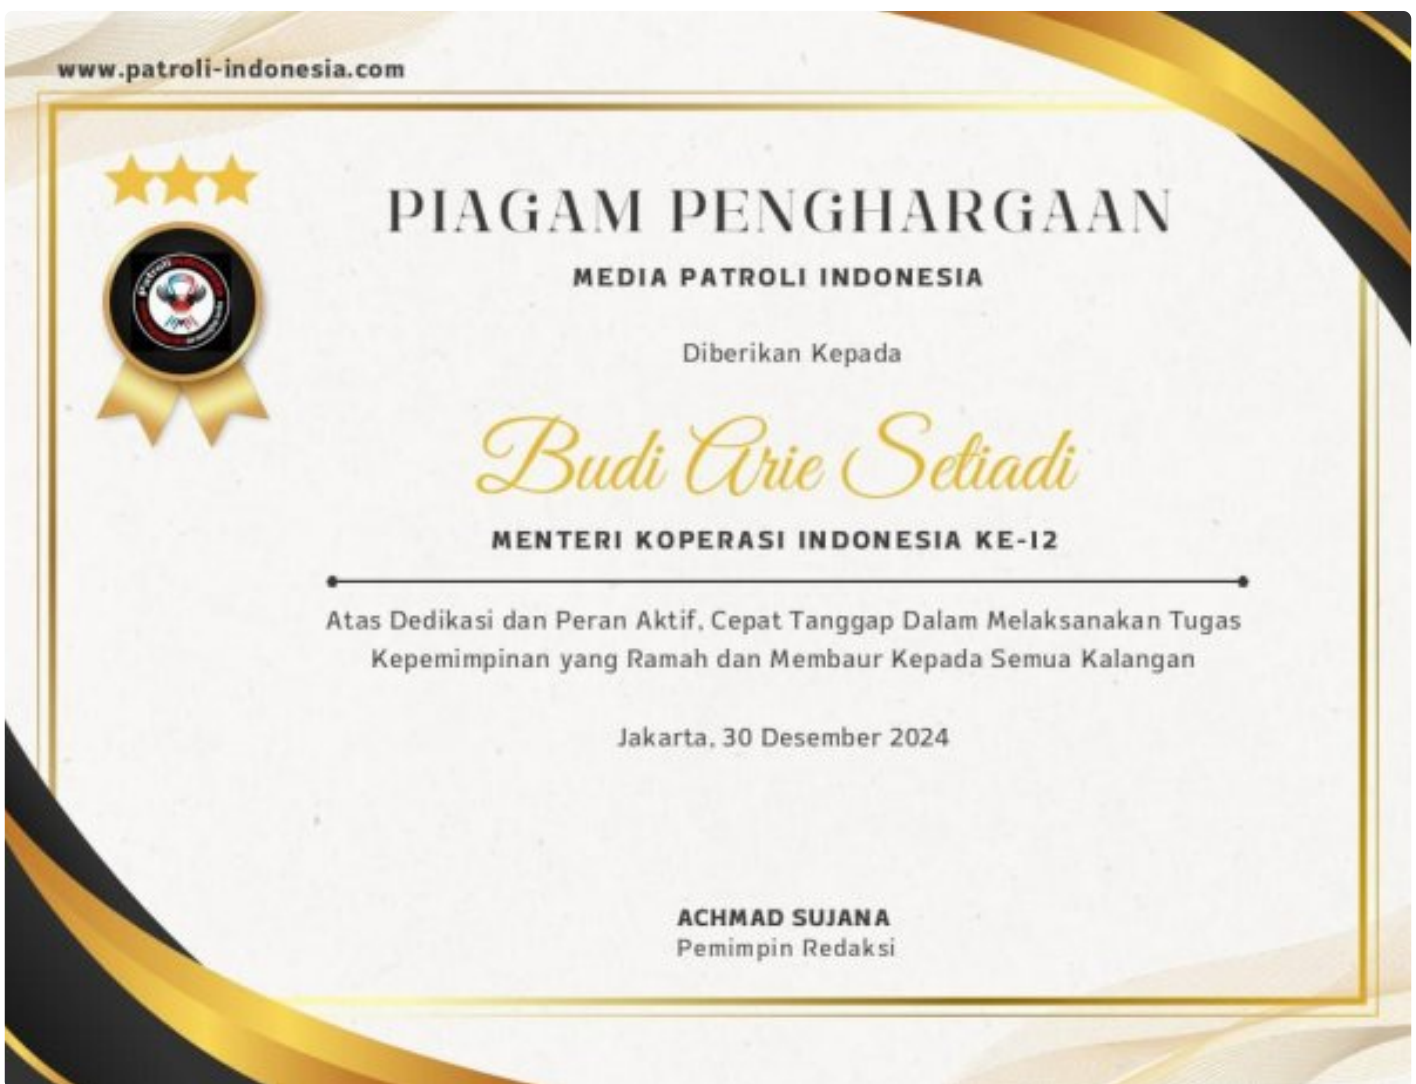 www.patroli-indonesia.com
PIAGAM PENGHARGAAN
MEDIA PATROLI INDONESIA
Diberikan Kepada
Budi Arie Setiadi
MENTERI KOPERASI INDONESIA KE-12
Atas Dedikasi dan Peran Aktif, Cepat Tanggap Dalam Melaksanakan Tugas
Kepemimpinan yang Ramah dan Membaur Kepada Semua Kalangan
Jakarta, 30 Desember 2024
ACHMAD SUJANA
Pemimpin Redaksi